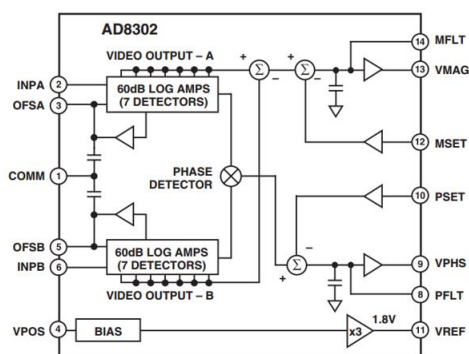 AD8302
VIDEO OUTPUT – A
MFLT
14
+
Σ
–
+
Σ
–
INPA
2
60dB LOG AMPS
(7 DETECTORS)
13
VMAG
OFSA
3
12
MSET
COMM
1
PHASE
DETECTOR
10
PSET
OFSB
5
–
+
Σ
9
VPHS
INPB
6
60dB LOG AMPS
(7 DETECTORS)
VIDEO OUTPUT – B
8
PFLT
VPOS
4
BIAS
x3
1.8V
11
VREF